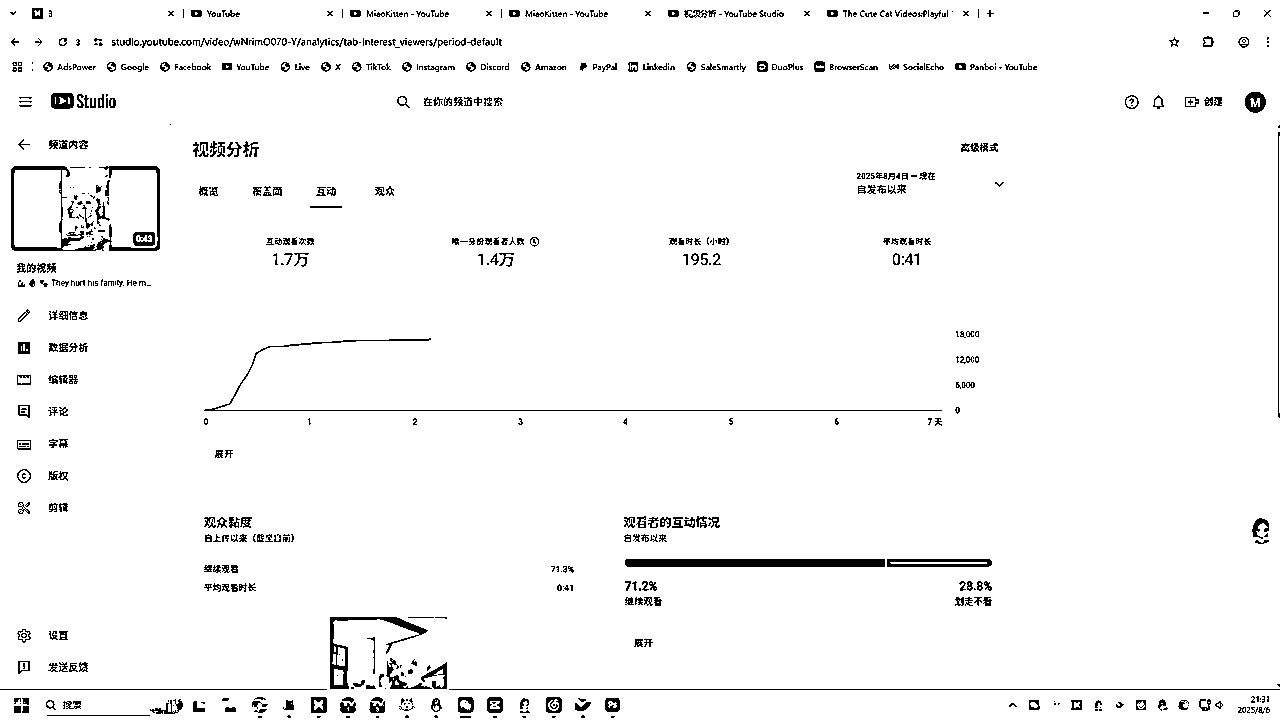 3
YouTube
MiaoKitten - YouTube
MiaoKitten - YouTube
视频分析 - YouTube Studio
The Cute Cat Videos:Playful
3
studio.youtube.com/video/wNrimO070-Y/analytics/tab-interest_viewers/period-default
AdsPower
Google
Facebook
YouTube
Live
X
TikTok
Instagram
Discord
Amazon
PayPal
Linkedin
SaleSmartly
DuoPlus
BrowserScan
SocialEcho
Panboi - YouTube
Studio
在你的频道中搜索
创建
M
频道内容
0:43
我的视频
They hurt his family. He m...
详细信息
数据分析
编辑器
评论
字幕
版权
剪辑
设置
发送反馈
视频分析
高级模式
概览
覆盖面
互动
观众
2025年8月4日 – 现在
自发布以来
互动观看次数
1.7万
唯一身份观看者人数
1.4万
观看时长（小时）
195.2
平均观看时长
0:41
18,000
12,000
6,000
0
0
1
2
3
4
5
6
7 天
展开
观众黏度
自上传以来（截至目前）
继续观看
71.3%
平均观看时长
0:41
观看者的互动情况
自发布以来
71.2%
28.8%
继续观看
划走不看
展开
搜索
21:31
2025/8/6